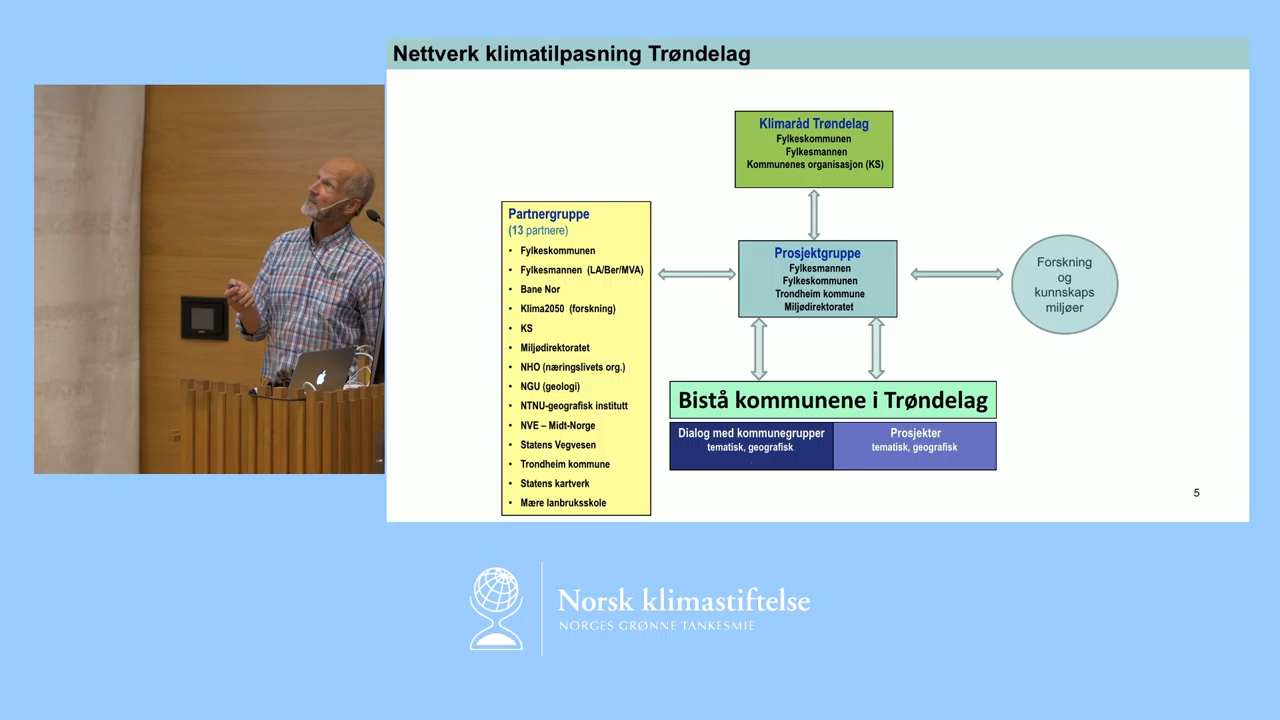 Nettverk klimatilpasning Trøndelag
Klimaråd Trøndelag
Fylkeskommunen
Fylkesmannen
Kommunenes organisasjon (KS)
Partnergruppe
(13 partnere)
• Fylkeskommunen
• Fylkesmannen (LA/Ber/MVA)
• Bane Nor
• Klima2050 (forskning)
• KS
• Miljødirektoratet
• NHO (næringslivets org.)
• NGU (geologi)
• NTNU-geografisk institutt
• NVE – Midt-Norge
• Statens Vegvesen
• Trondheim kommune
• Statens kartverk
• Mære lanbruksskole
Prosjektgruppe
Fylkesmannen
Fylkeskommunen
Trondheim kommune
Miljødirektoratet
Forskning
og
kunnskaps
miljøer
Bistå kommunene i Trøndelag
Dialog med kommunegrupper
tematisk, geografisk
Prosjekter
tematisk, geografisk
5
Norsk klimastiftelse
NORGES GRØNNE TANKESMIE